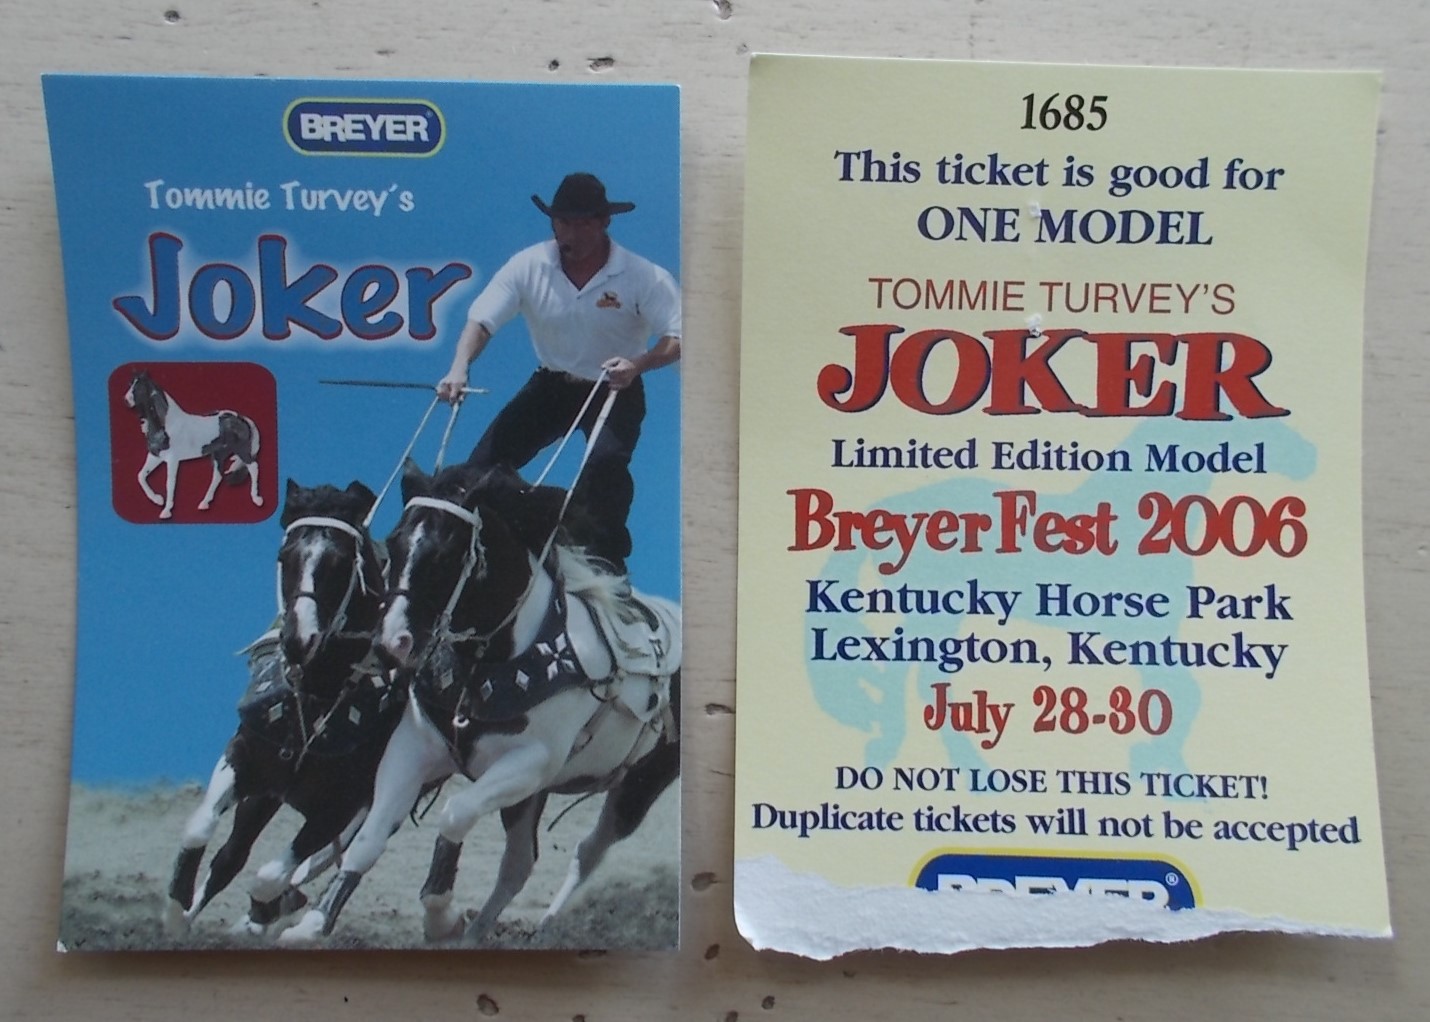 BREYER®
Tommie Turvey's
Joker
1685
This ticket is good for
ONE MODEL
TOMMIE TURVEY'S
JOKER
Limited Edition Model
BreyerFest 2006
Kentucky Horse Park
Lexington, Kentucky
July 28-30
DO NOT LOSE THIS TICKET!
Duplicate tickets will not be accepted
BREYER®